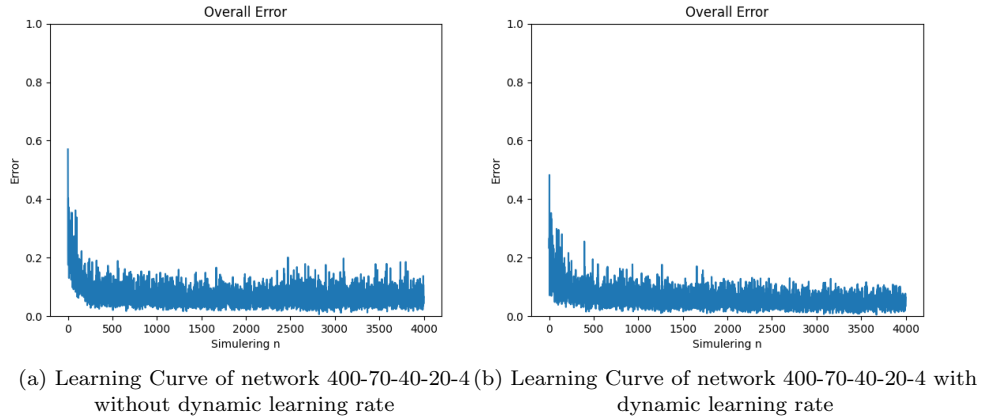 Overall Error
1.0
0.8
0.6
0.4
0.2
0.0
Error
0 500 1000 1500 2000 2500 3000 3500 4000
Simulering n
(a) Learning Curve of network 400-70-40-20-4
without dynamic learning rate
Overall Error
1.0
0.8
0.6
0.4
0.2
0.0
Error
0 500 1000 1500 2000 2500 3000 3500 4000
Simulering n
(b) Learning Curve of network 400-70-40-20-4 with
dynamic learning rate